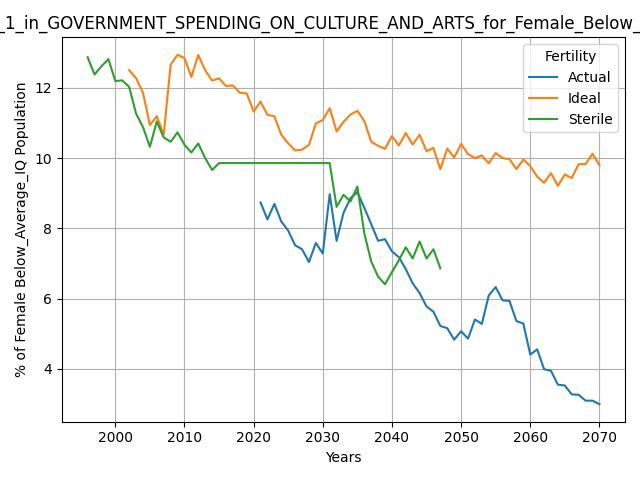 _1_in_GOVERNMENT_SPENDING_ON_CULTURE_AND_ARTS_for_Female_Below_
Fertility
Actual
Ideal
Sterile
% of Female Below_Average_IQ Population
12
10
8
6
4
2000
2010
2020
2030
2040
2050
2060
2070
Years